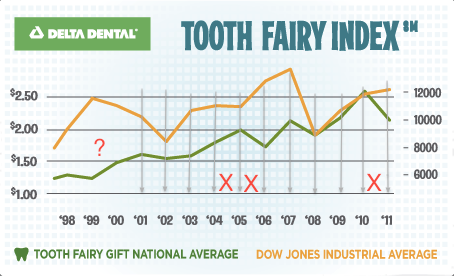 DELTA DENTAL®
TOOTH FAIRY INDEX SM
$2.50
$2.00
$1.50
$1.00
12000
10000
8000
6000
?
X X X
'98 '99 '00 '01 '02 '03 '04 '05 '06 '07 '08 '09 '10 '11
TOOTH FAIRY GIFT NATIONAL AVERAGE DOW JONES INDUSTRIAL AVERAGE